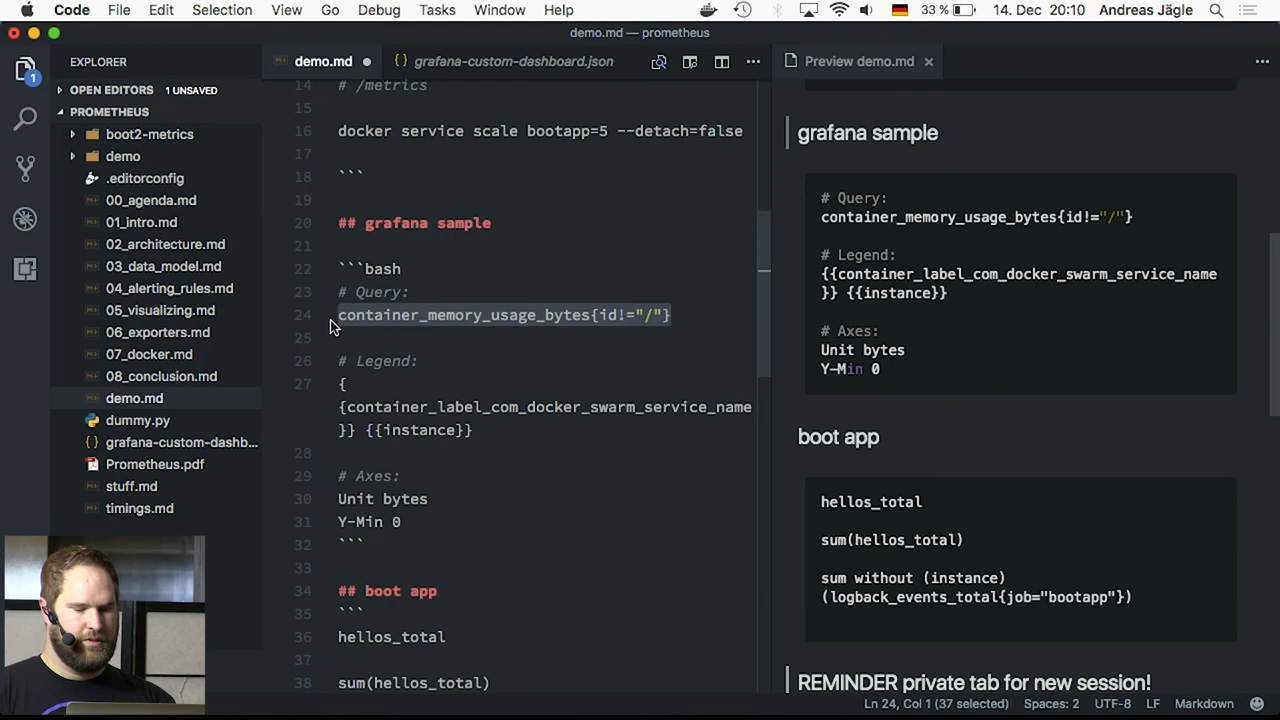 Code File Edit Selection View Go Debug Tasks Window Help 33 % 14. Dec 20:10 Andreas Jägle
demo.md — prometheus
EXPLORER
OPEN EDITORS 1 UNSAVED
PROMETHEUS
boot2-metrics
demo
.editorconfig
00_agenda.md
01_intro.md
02_architecture.md
03_data_model.md
04_alerting_rules.md
05_visualizing.md
06_exporters.md
07_docker.md
08_conclusion.md
demo.md
dummy.py
grafana-custom-dashb...
Prometheus.pdf
stuff.md
timings.md
1
demo.md
grafana-custom-dashboard.json
14 # /metrics
15
16 docker service scale bootapp=5 --detach=false
17
18 ```
19
20 ## grafana sample
21
22 ```bash
23 # Query:
24 container_memory_usage_bytes{id!="/"}
25
26 # Legend:
27 {
{container_label_com_docker_swarm_service_name
}} {{instance}}
28
29 # Axes:
30 Unit bytes
31 Y-Min 0
32 ```
33
34 ## boot app
35 ```
36 hellos_total
37
38 sum(hellos_total)
Preview demo.md
grafana sample
# Query:
container_memory_usage_bytes{id!="/"}
# Legend:
{{container_label_com_docker_swarm_service_name
}} {{instance}}
# Axes:
Unit bytes
Y-Min 0
boot app
hellos_total
sum(hellos_total)
sum without (instance)
(logback_events_total{job="bootapp"})
REMINDER private tab for new session!
Ln 24, Col 1 (37 selected) Spaces: 2 UTF-8 LF Markdown